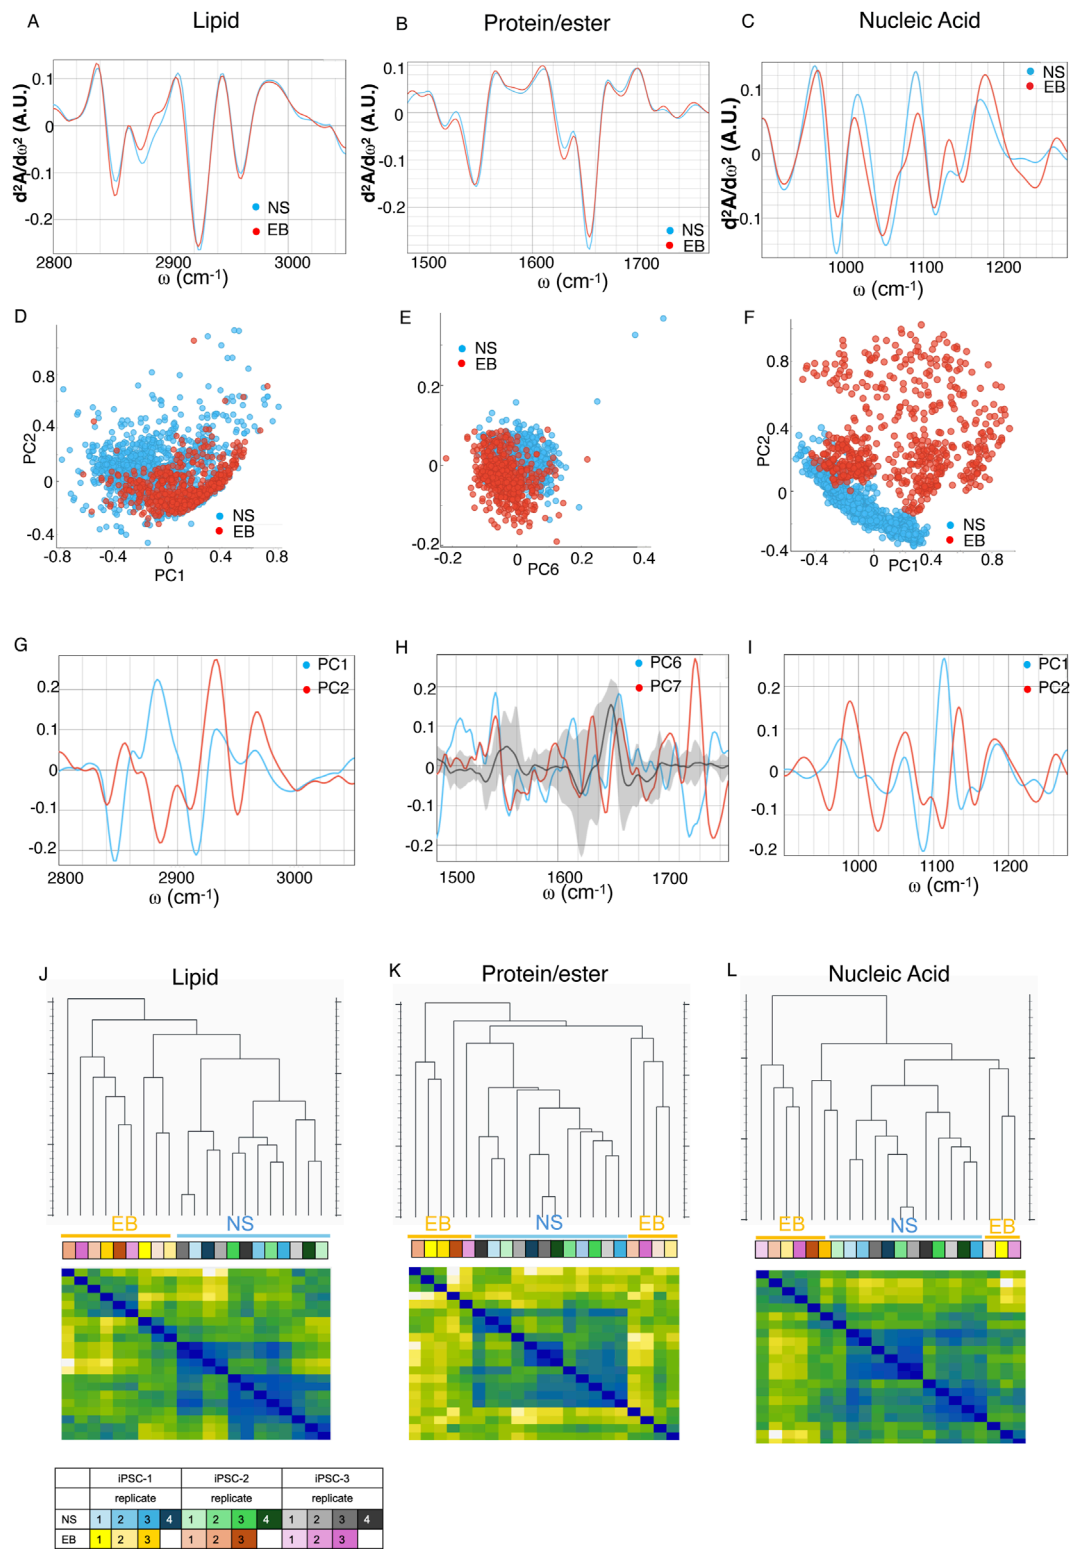 A Lipid
B Protein/ester
C Nucleic Acid
d²A/dω² (A.U.)
0.1
0
-0.1
-0.2
NS
EB
2800 2900 3000
ω (cm⁻¹)
d²A/dω² (A.U.)
0.1
0
-0.1
-0.2
NS
EB
1500 1600 1700
ω (cm⁻¹)
d²A/dω² (A.U.)
0.1
0
-0.1
NS
EB
1000 1100 1200
ω (cm⁻¹)
D
PC2
0.8
0.4
0
-0.4
NS
EB
-0.8 -0.4 0 0.4 0.8
PC1
E
NS
EB
0.2
0
-0.2
-0.2 0 0.2 0.4
PC6
F
PC2
0.8
0.4
0
-0.4
NS
EB
-0.4 0 0.4 0.8
PC1
G
PC1
PC2
0.2
0.1
0
-0.1
-0.2
2800 2900 3000
ω (cm⁻¹)
H
PC6
PC7
0.2
0.1
0
-0.1
-0.2
1500 1600 1700
ω (cm⁻¹)
I
PC1
PC2
0.2
0.1
0
-0.1
-0.2
1000 1100 1200
ω (cm⁻¹)
J Lipid
K Protein/ester
L Nucleic Acid
EB NS
EB NS EB
EB NS EB
iPSC-1 iPSC-2 iPSC-3
replicate replicate replicate
NS 1 2 3 4 1 2 3 4 1 2 3 4
EB 1 2 3 1 2 3 1 2 3